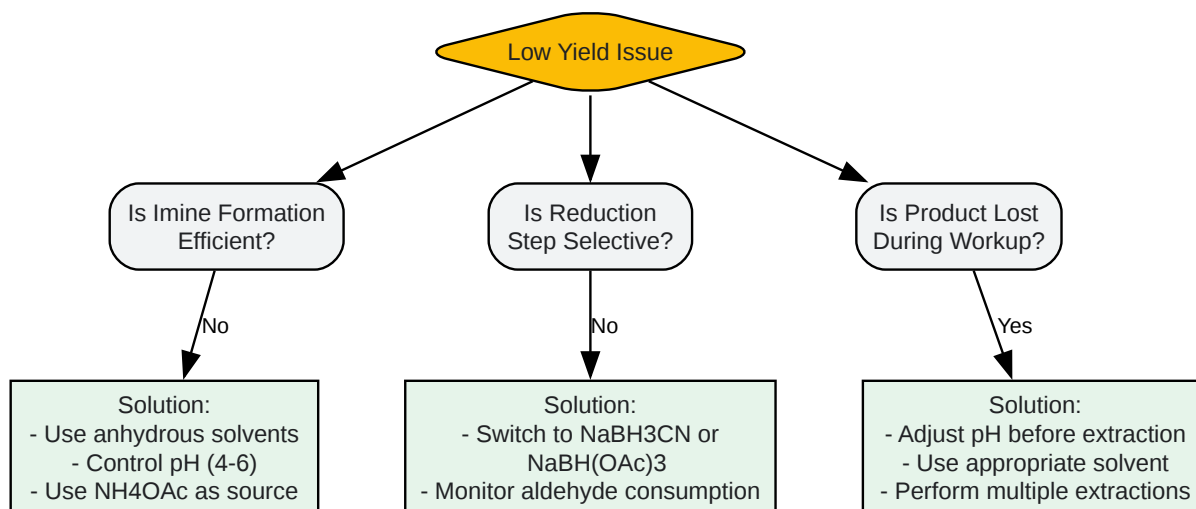 Low Yield Issue
Is Imine Formation
Efficient?
Is Reduction
Step Selective?
Is Product Lost
During Workup?
No
No
Yes
Solution:
- Use anhydrous solvents
- Control pH (4-6)
- Use NH4OAc as source
Solution:
- Switch to NaBH3CN or
NaBH(OAc)3
- Monitor aldehyde consumption
Solution:
- Adjust pH before extraction
- Use appropriate solvent
- Perform multiple extractions